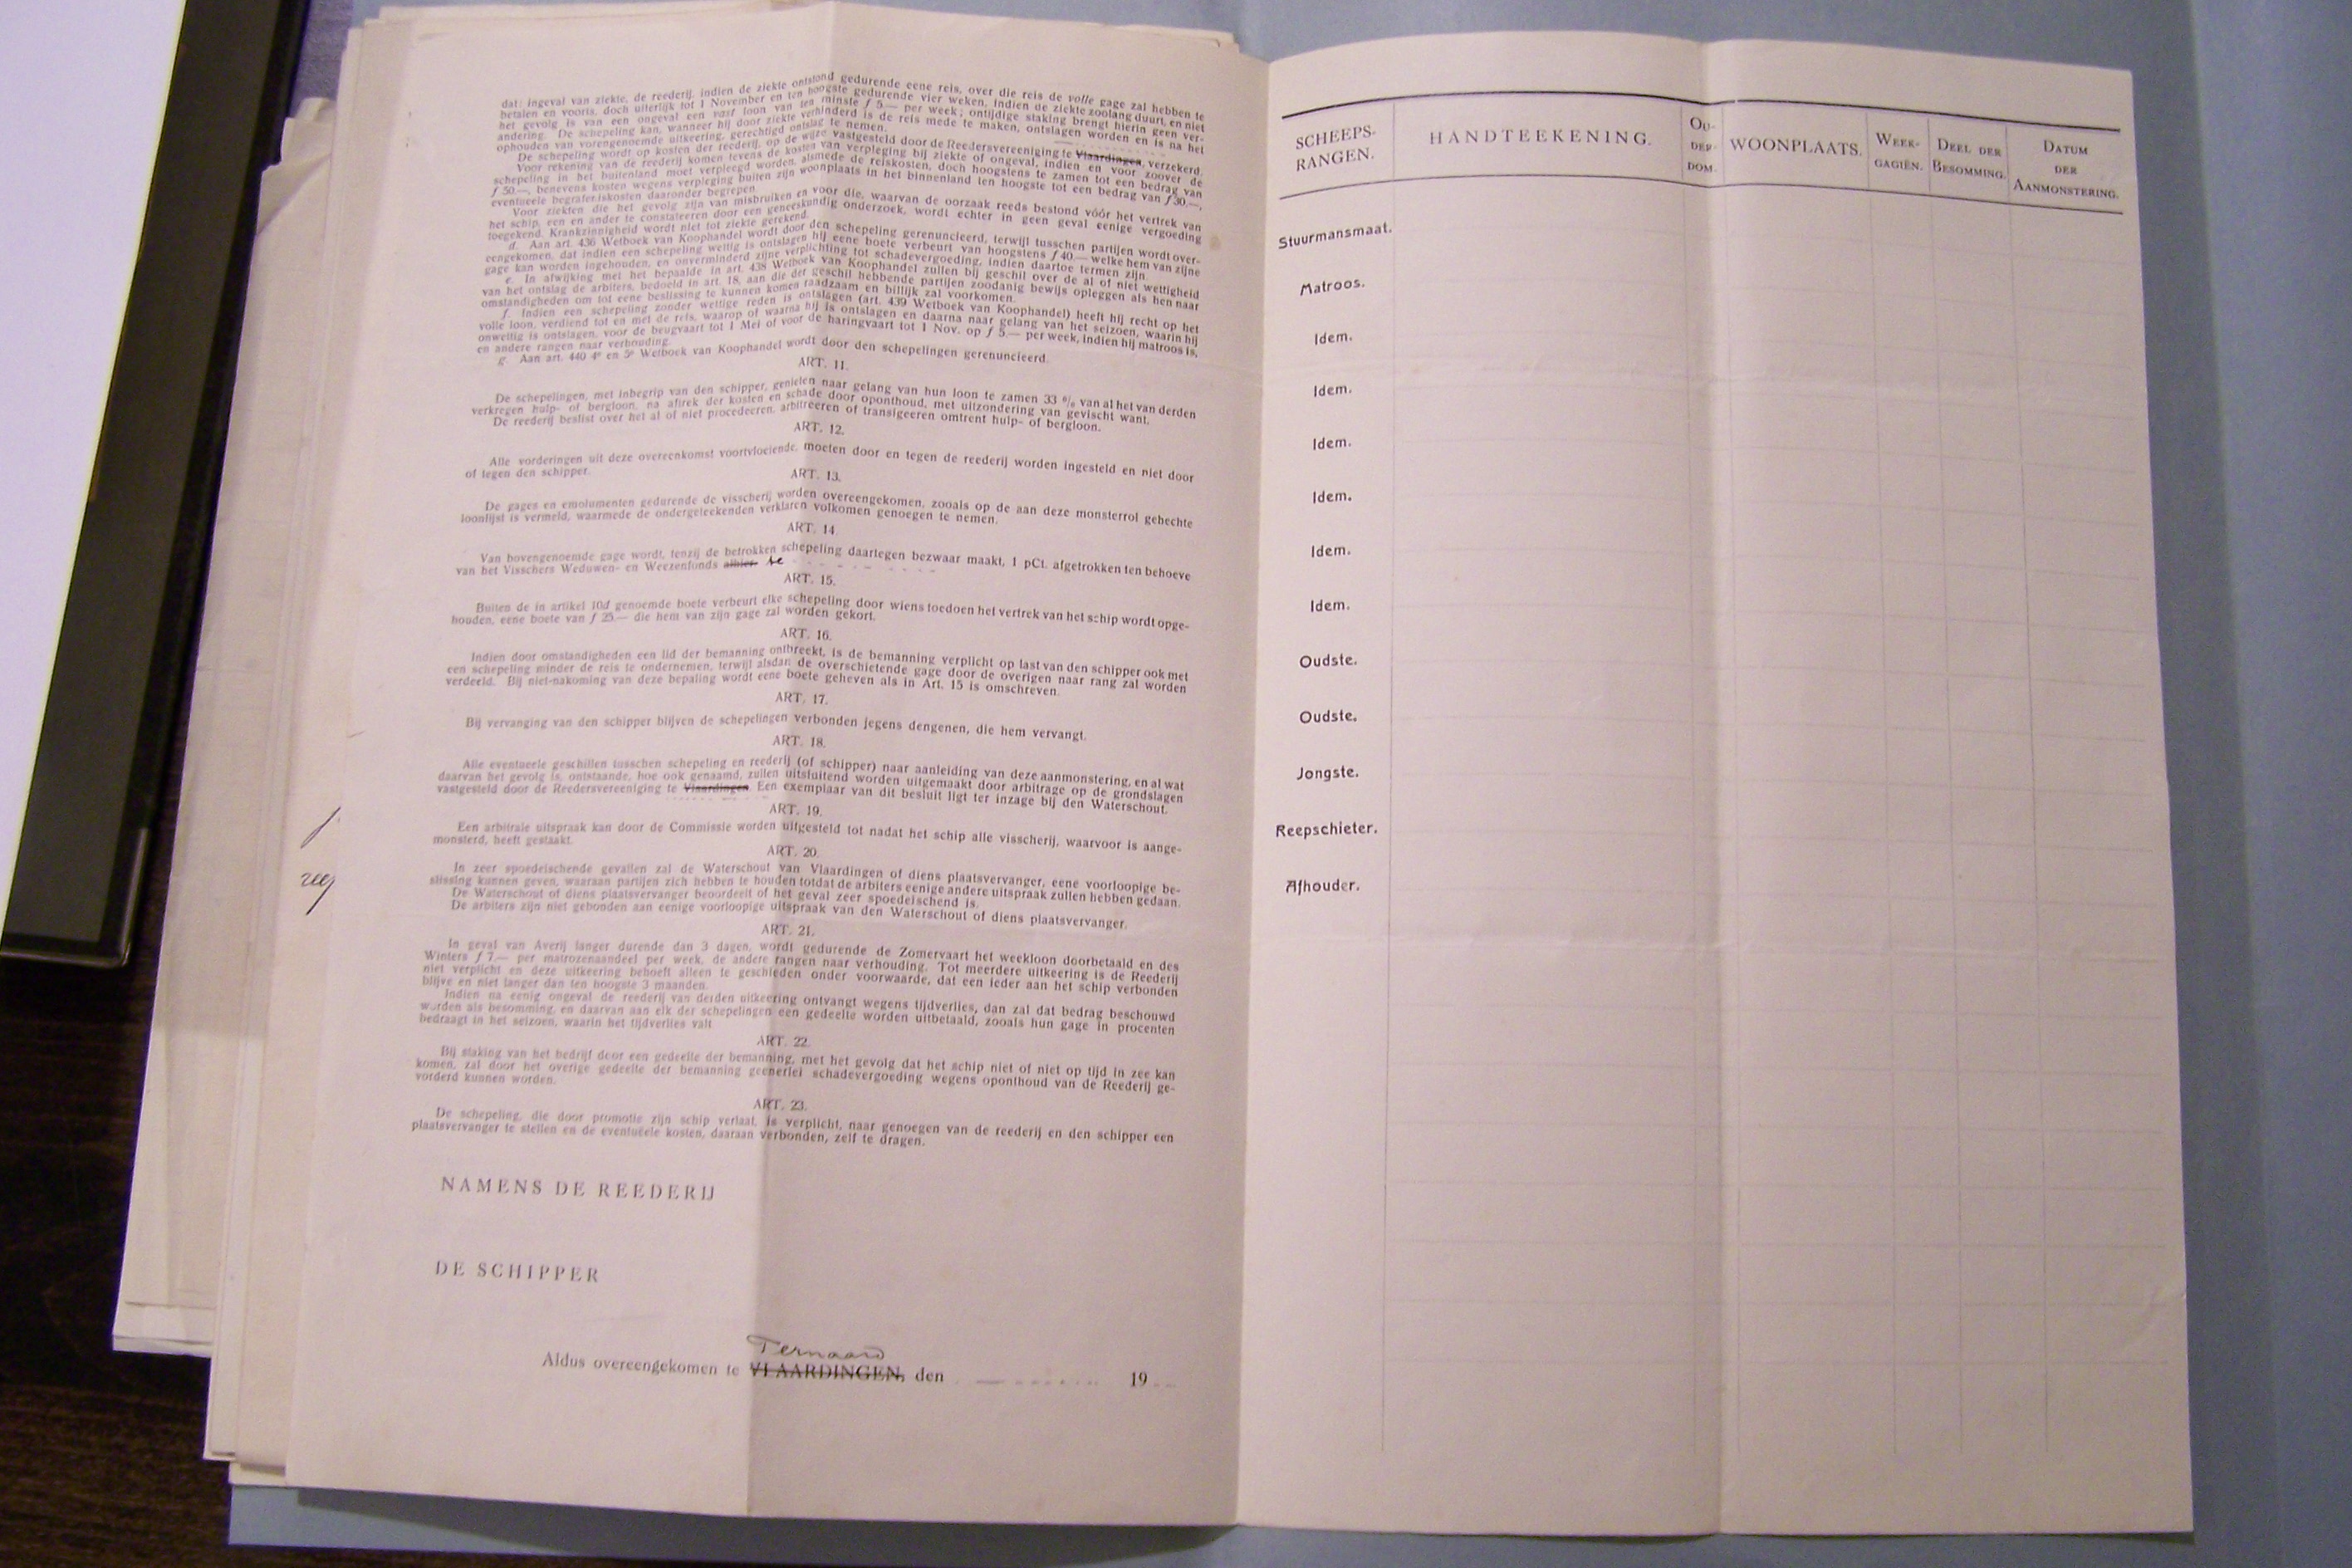 dat: ingeval van ziekte, de reederij, indien de ziekte ontstond gedurende eene reis, over die reis de volle gage zal hebben te
betalen en voorts, doch uiterlijk tot 1 November en ten hoogste gedurende vier weken, indien de ziekte zoolang duurt, en niet
het gevolg is van een ongeval een vast loon van ten minste f 5.— per week; ontijdige staking brengt hierin geen ver-
andering. De schepeling kan, wanneer hij door ziekte verhinderd is de reis mede te maken, ontslagen worden en is na het
ophouden van vorengenoemde uitkeering, gerechtigd ontslag te nemen.
De schepeling wordt op kosten der reederij, op de wijze vastgesteld door de Reedersvereeniging te Vlaardingen, verzekerd.
Voor rekening van de reederij komen tevens de kosten van verpleging bij ziekte of ongeval, indien en voor zoover de
schepeling in het buitenland moet verpleegd worden, alsmede de reiskosten, doch hoogstens te zamen tot een bedrag van
f 50.—, benevens kosten wegens verpleging buiten zijn woonplaats in het binnenland ten hoogste tot een bedrag van f 30.—,
eventueele begrafeniskosten daaronder begrepen.
Voor ziekten die het gevolg zijn van misbruiken en voor die, waarvan de oorzaak reeds bestond vóór het vertrek van
het schip, een en ander te constateeren door een geneeskundig onderzoek, wordt echter in geen geval eenige vergoeding
toegekend. Krankzinnigheid wordt niet tot ziekte gerekend.
d. Aan art. 436 Wetboek van Koophandel wordt door den schepeling gerenuncieerd, terwijl tusschen partijen wordt over-
eengekomen, dat indien een schepeling wettig is ontslagen hij eene boete verbeurt van hoogstens f 40.— welke hem van zijne
gage kan worden ingehouden, en onverminderd zijne verplichting tot schadevergoeding, indien daartoe termen zijn.
e. In afwijking met het bepaalde in art. 438 Wetboek van Koophandel zullen bij geschil over de al of niet wettigheid
van het ontslag de arbiters, bedoeld in art. 18, aan die der geschil hebbende partijen zoodanig bewijs opleggen als hen naar
omstandigheden om tot eene beslissing te kunnen komen raadzaam en billijk zal voorkomen.
f. Indien een schepeling zonder wettige reden is ontslagen (art. 439 Wetboek van Koophandel) heeft hij recht op het
volle loon, verdiend tot en met de reis, waarop of waarna hij is ontslagen en daarna naar gelang van het seizoen, waarin hij
onwettig is ontslagen, voor de beugvaart tot 1 Mei of voor de haringvaart tot 1 Nov. op f 5.— per week, indien hij matroos is,
en andere rangen naar verhouding.
g. Aan art. 440 4° en 5° Wetboek van Koophandel wordt door den schepelingen gerenuncieerd.
ART. 11.
De schepelingen, met inbegrip van den schipper, genieten naar gelang van hun loon te zamen 33 % van al het van derden
verkregen hulp- of bergloon, na aftrek der kosten en schade door oponthoud, met uitzondering van gevischt want.
De reederij beslist over het al of niet procedeeren, arbitreeren of transigeeren omtrent hulp- of bergloon.
ART. 12.
Alle vorderingen uit deze overeenkomst voortvloeiende, moeten door en tegen de reederij worden ingesteld en niet door
of tegen den schipper.
ART. 13.
De gages en emolumenten gedurende de visscherij worden overeengekomen, zooals op de aan deze monsterrol gehechte
loonlijst is vermeld, waarmede de ondergeteekenden verklaren volkomen genoegen te nemen.
ART. 14.
Van bovengenoemde gage wordt, tenzij de betrokken schepeling daartegen bezwaar maakt, 1 pCt. afgetrokken ten behoeve
van het Visschers Weduwen- en Weezenfonds alhier te
ART. 15.
Buiten de in artikel 10d genoemde boete verbeurt elke schepeling door wiens toedoen het vertrek van het schip wordt opge-
houden, eene boete van f 25.— die hem van zijn gage zal worden gekort.
ART. 16.
Indien door omstandigheden een lid der bemanning ontbreekt, is de bemanning verplicht op last van den schipper ook met
een schepeling minder de reis te ondernemen, terwijl alsdan de overschietende gage door de overigen naar rang zal worden
verdeeld. Bij niet-nakoming van deze bepaling wordt eene boete geheven als in Art. 15 is omschreven.
ART. 17.
Bij vervanging van den schipper blijven de schepelingen verbonden jegens dengenen, die hem vervangt.
ART. 18.
Alle eventueele geschillen tusschen schepeling en reederij (of schipper) naar aanleiding van deze aanmonstering, en al wat
daarvan het gevolg is, ontstaande, hoe ook genaamd, zullen uitsluitend worden uitgemaakt door arbitrage op de grondslagen
vastgesteld door de Reedersvereeniging te Vlaardingen. Een exemplaar van dit besluit ligt ter inzage bij den Waterschout.
ART. 19.
Een arbitrale uitspraak kan door de Commissie worden uitgesteld tot nadat het schip alle visscherij, waarvoor is aange-
monsterd, heeft gestaakt.
ART. 20.
In zeer spoedeischende gevallen zal de Waterschout van Vlaardingen of diens plaatsvervanger, eene voorloopige be-
slissing kunnen geven, waaraan partijen zich hebben te houden totdat de arbiters eenige andere uitspraak zullen hebben gedaan.
De Waterschout of diens plaatsvervanger beoordeelt of het geval zeer spoedeischend is.
De arbiters zijn niet gebonden aan eenige voorloopige uitspraak van den Waterschout of diens plaatsvervanger.
ART. 21.
In geval van Averij langer durende dan 3 dagen, wordt gedurende de Zomervaart het weekloon doorbetaald en des
Winters f 7.— per matrozenaandeel per week, de andere rangen naar verhouding. Tot meerdere uitkeering is de Reederij
niet verplicht en deze uitkeering behoeft alleen te geschieden onder voorwaarde, dat een ieder aan het schip verbonden
blijve en niet langer dan ten hoogste 3 maanden.
Indien na eenig ongeval de reederij van derden uitkeering ontvangt wegens tijdverlies, dan zal dat bedrag beschouwd
worden als besomming, en daarvan aan elk der schepelingen een gedeelte worden uitbetaald, zooals hun gage in procenten
bedraagt in het seizoen, waarin het tijdverlies valt.
ART. 22.
Bij staking van het bedrijf door een gedeelte der bemanning, met het gevolg dat het schip niet of niet op tijd in zee kan
komen, zal door het overige gedeelte der bemanning geenerlei schadevergoeding wegens oponthoud van de Reederij ge-
vorderd kunnen worden.
ART. 23.
De schepeling, die door promotie zijn schip verlaat, is verplicht, naar genoegen van de reederij en den schipper een
plaatsvervanger te stellen en de eventueele kosten, daaraan verbonden, zelf te dragen.
NAMENS DE REEDERIJ
DE SCHIPPER
Ternaard
Aldus overeengekomen te VLAARDINGEN, den 19
SCHEEPS-RANGEN. HANDTEEKENING. OU-DER-DOM. WOONPLAATS. WEEK-GAGIËN. DEEL DER BESOMMING. DATUM DER AANMONSTERING.
Stuurmansmaat.
Matroos.
Idem.
Idem.
Idem.
Idem.
Idem.
Idem.
Oudste.
Oudste.
Jongste.
Reepschieter.
Afhouder.